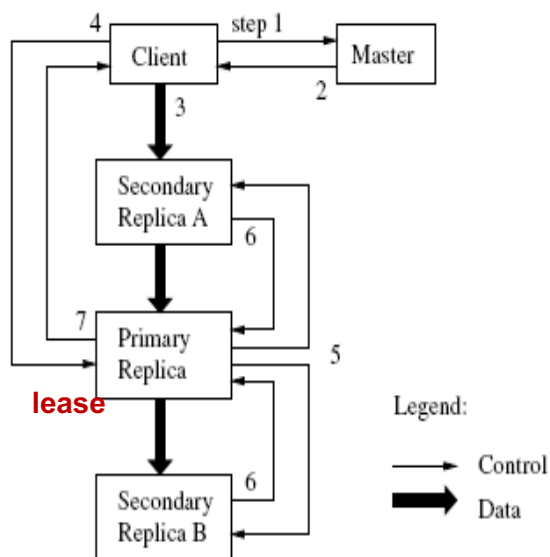 4
step 1
Client
Master
2
3
Secondary
Replica A
6
7
Primary
Replica
5
lease
Legend:
Control
6
Secondary
Replica B
Data